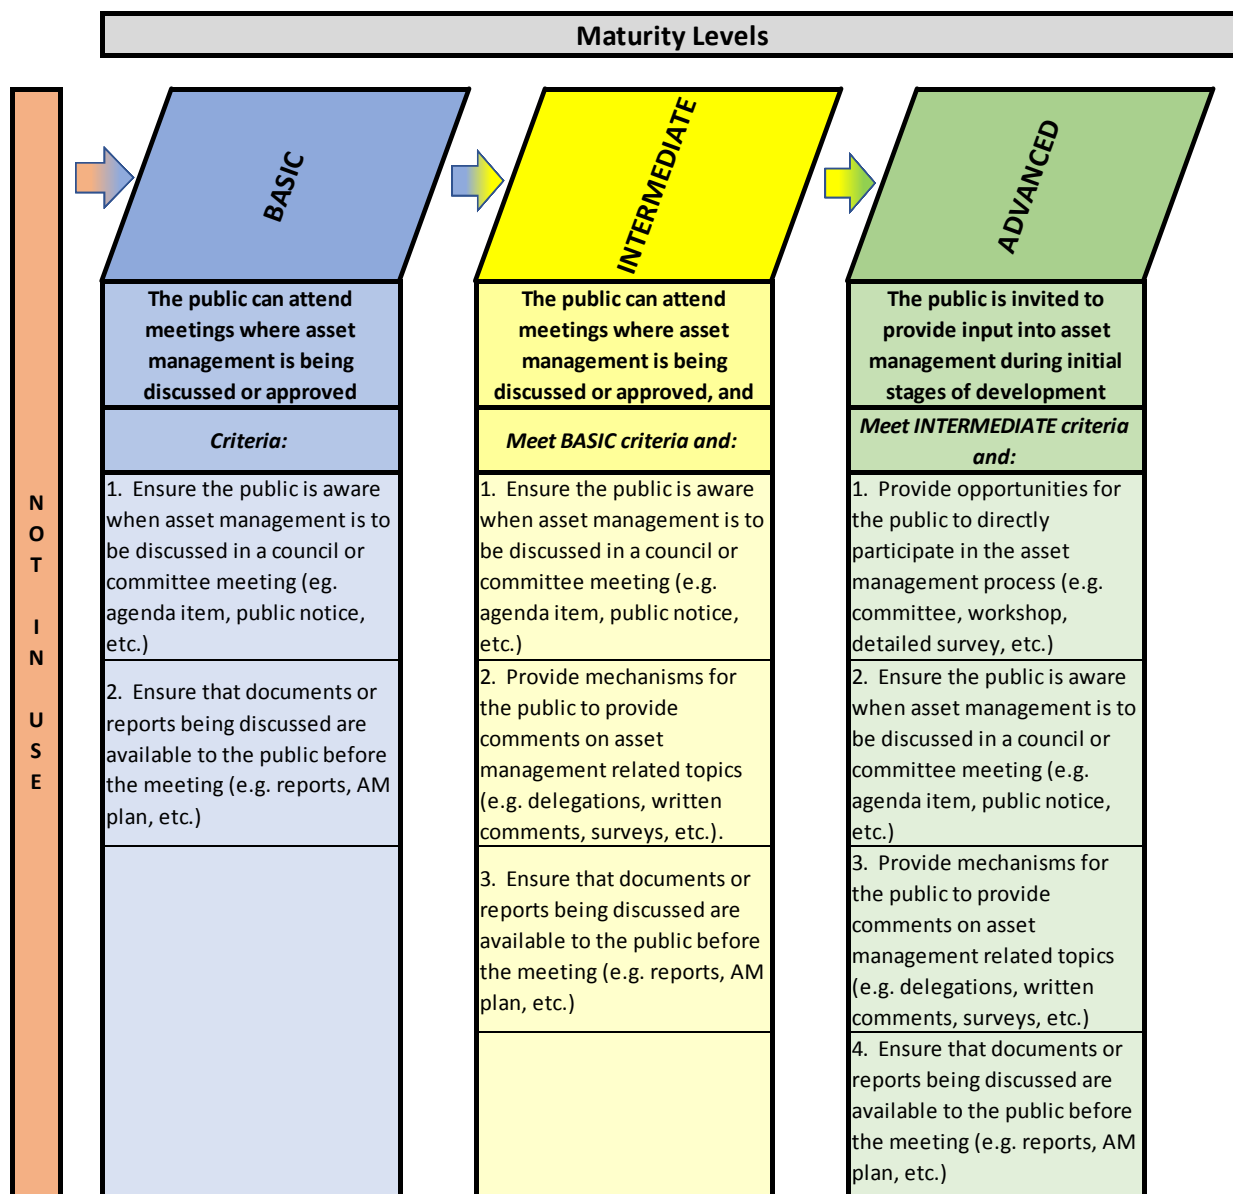 Maturity Levels
N
O
T
I
N
U
S
E
BASIC
The public can attend
meetings where asset
management is being
discussed or approved
Criteria:
1. Ensure the public is aware
when asset management is to
be discussed in a council or
committee meeting (eg.
agenda item, public notice,
etc.)
2. Ensure that documents or
reports being discussed are
available to the public before
the meeting (e.g. reports, AM
plan, etc.)
INTERMEDIATE
The public can attend
meetings where asset
management is being
discussed or approved, and
Meet BASIC criteria and:
1. Ensure the public is aware
when asset management is to
be discussed in a council or
committee meeting (e.g.
agenda item, public notice,
etc.)
2. Provide mechanisms for
the public to provide
comments on asset
management related topics
(e.g. delegations, written
comments, surveys, etc.).
3. Ensure that documents or
reports being discussed are
available to the public before
the meeting (e.g. reports, AM
plan, etc.)
ADVANCED
The public is invited to
provide input into asset
management during initial
stages of development
Meet INTERMEDIATE criteria
and:
1. Provide opportunities for
the public to directly
participate in the asset
management process (e.g.
committee, workshop,
detailed survey, etc.)
2. Ensure the public is aware
when asset management is to
be discussed in a council or
committee meeting (e.g.
agenda item, public notice,
etc.)
3. Provide mechanisms for
the public to provide
comments on asset
management related topics
(e.g. delegations, written
comments, surveys, etc.)
4. Ensure that documents or
reports being discussed are
available to the public before
the meeting (e.g. reports, AM
plan, etc.)